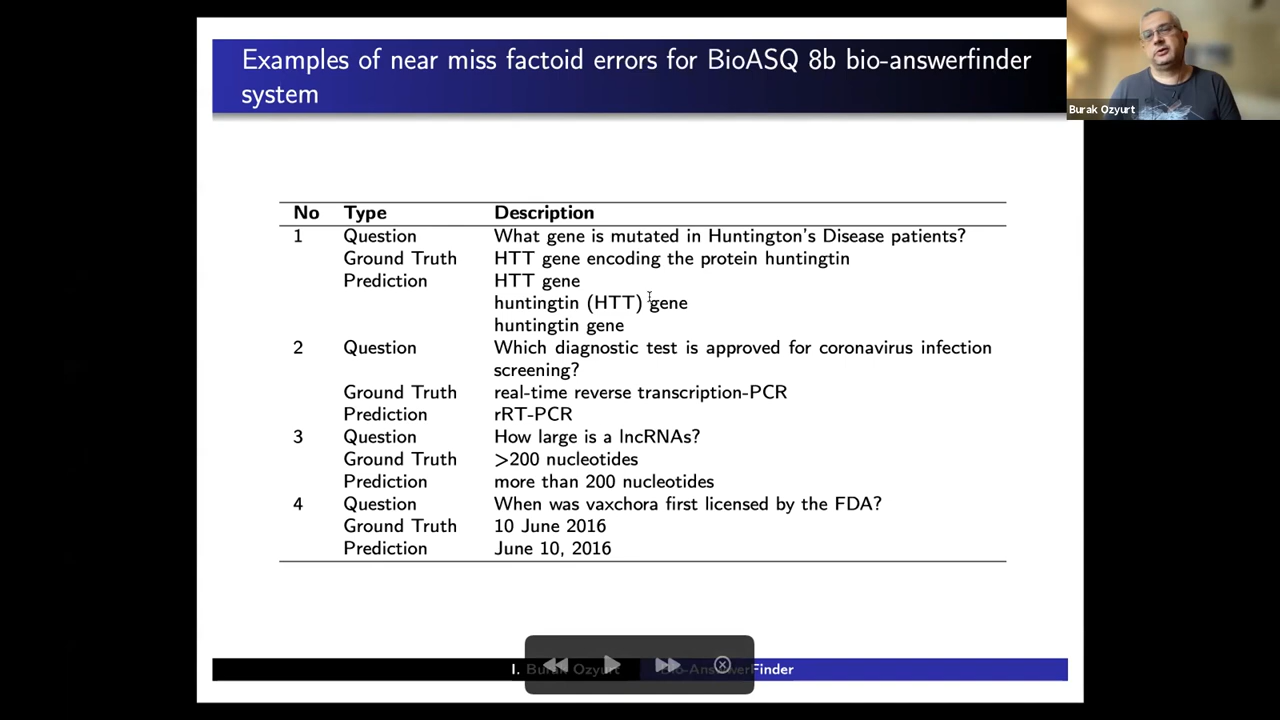 Examples of near miss factoid errors for BioASQ 8b bio-answerfinder
system
Burak Ozyurt
No Type Description
1 Question What gene is mutated in Huntington's Disease patients?
Ground Truth HTT gene encoding the protein huntingtin
Prediction HTT gene
huntingtin (HTT) gene
huntingtin gene
2 Question Which diagnostic test is approved for coronavirus infection
screening?
Ground Truth real-time reverse transcription-PCR
Prediction rRT-PCR
3 Question How large is a lncRNAs?
Ground Truth >200 nucleotides
Prediction more than 200 nucleotides
4 Question When was vaxchora first licensed by the FDA?
Ground Truth 10 June 2016
Prediction June 10, 2016
I. Burak Ozyurt Bio-AnswerFinder